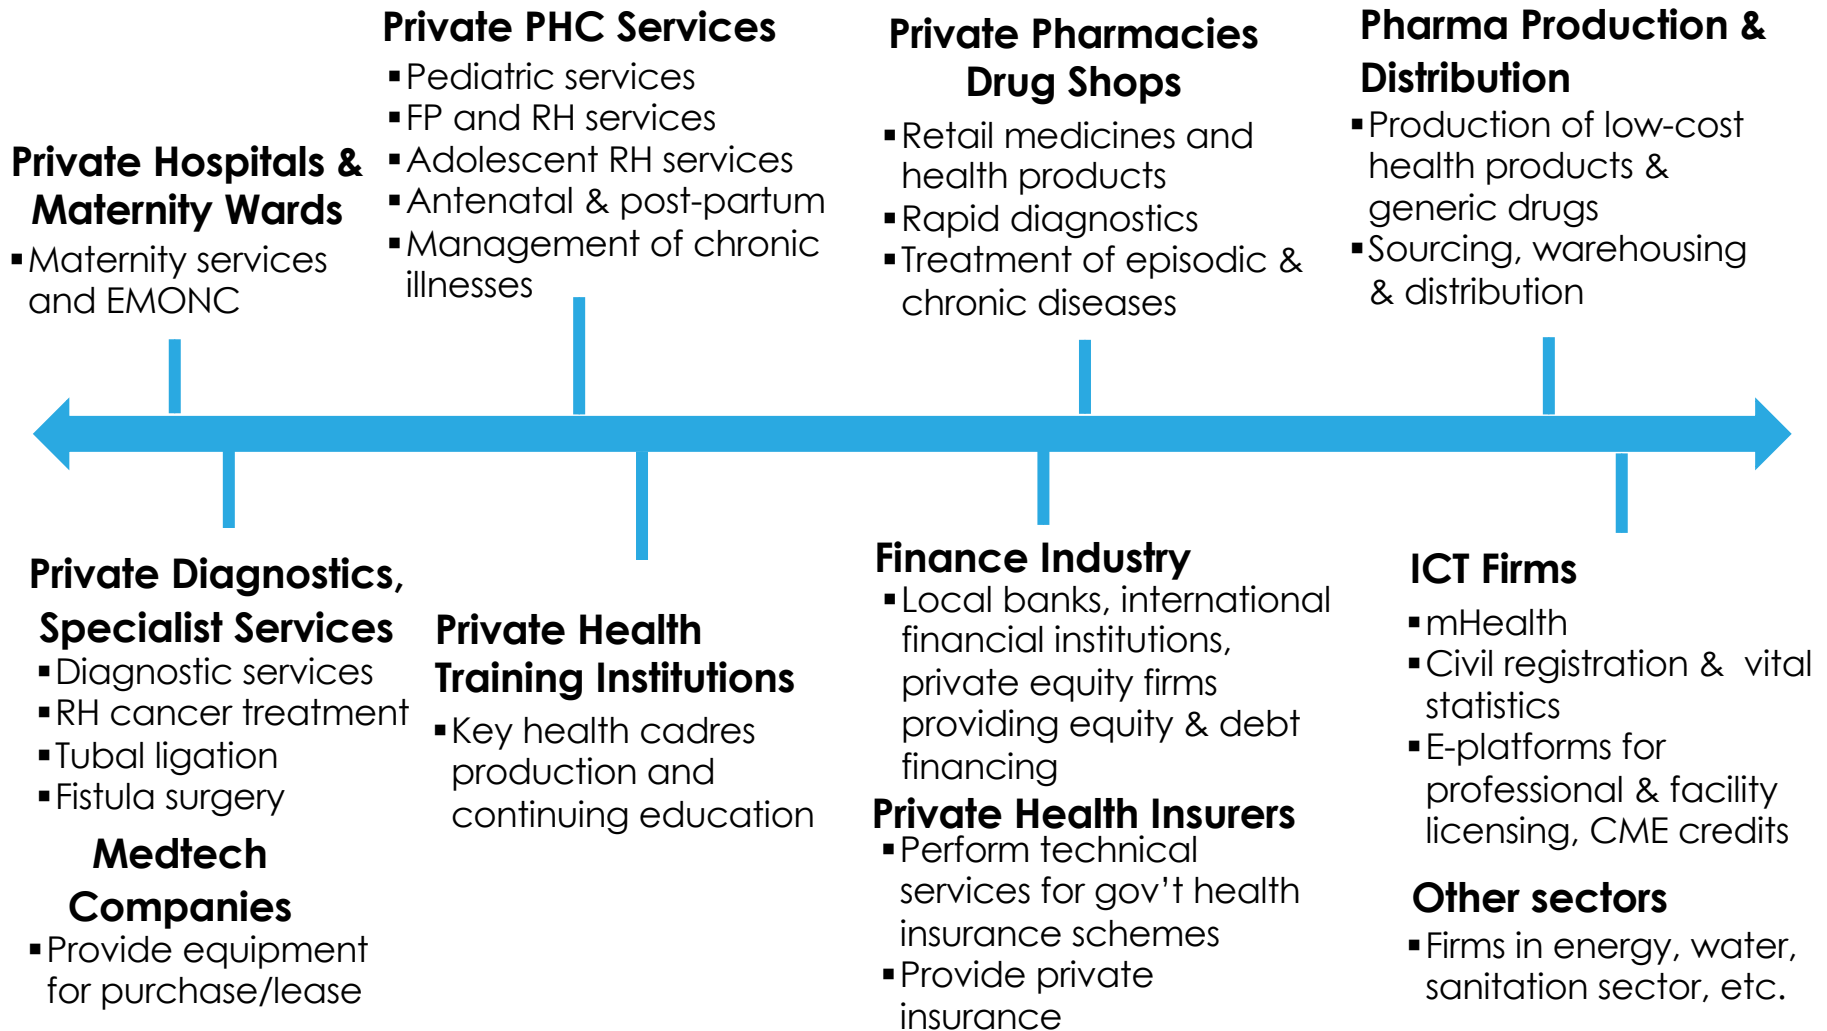 Private Hospitals &
Maternity Wards
▪Maternity services
and EMONC
Private PHC Services
▪Pediatric services
▪FP and RH services
▪Adolescent RH services
▪Antenatal & post-partum
▪Management of chronic
illnesses
Private Pharmacies
Drug Shops
▪Retail medicines and
health products
▪Rapid diagnostics
▪Treatment of episodic &
chronic diseases
Pharma Production &
Distribution
▪Production of low-cost
health products &
generic drugs
▪Sourcing, warehousing
& distribution
Private Diagnostics,
Specialist Services
▪Diagnostic services
▪RH cancer treatment
▪Tubal ligation
▪Fistula surgery
Medtech
Companies
▪Provide equipment
for purchase/lease
Private Health
Training Institutions
▪Key health cadres
production and
continuing education
Finance Industry
▪Local banks, international
financial institutions,
private equity firms
providing equity & debt
financing
Private Health Insurers
▪Perform technical
services for gov’t health
insurance schemes
▪Provide private
insurance
ICT Firms
▪mHealth
▪Civil registration & vital
statistics
▪E-platforms for
professional & facility
licensing, CME credits
Other sectors
▪Firms in energy, water,
sanitation sector, etc.